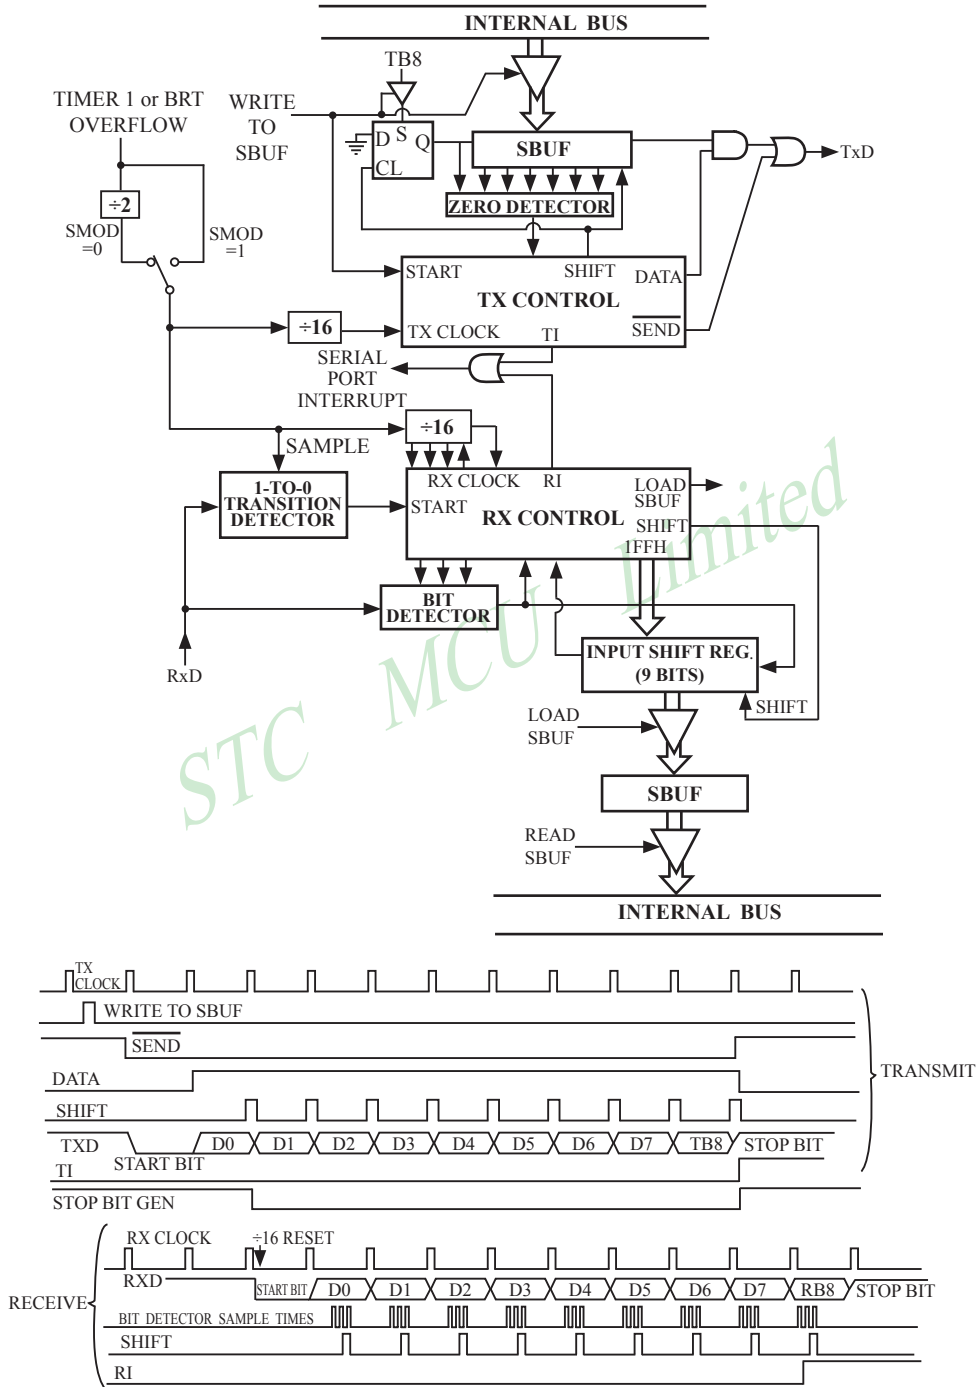 INTERNAL BUS
TB8
TIMER 1 or BRT
OVERFLOW
WRITE
TO
SBUF
D S Q
CL
SBUF
TxD
÷2
ZERO DETECTOR
SMOD
=0
SMOD
=1
START
SHIFT
DATA
TX CONTROL
÷16
TX CLOCK
TI
SEND
SERIAL
PORT
INTERRUPT
÷16
SAMPLE
1-TO-0
TRANSITION
DETECTOR
RX CLOCK
RI
LOAD
SBUF
START
RX CONTROL
SHIFT
1FFH
BIT
DETECTOR
RxD
INPUT SHIFT REG.
(9 BITS)
SHIFT
LOAD
SBUF
SBUF
READ
SBUF
INTERNAL BUS
STC MCU Limited
TX
CLOCK
WRITE TO SBUF
SEND
DATA
TRANSMIT
SHIFT
TXD
START BIT
D0 D1 D2 D3 D4 D5 D6 D7 TB8 STOP BIT
TI
STOP BIT GEN
RX CLOCK
÷16 RESET
RXD
START BIT D0 D1 D2 D3 D4 D5 D6 D7 RB8 STOP BIT
RECEIVE
BIT DETECTOR SAMPLE TIMES
SHIFT
RI